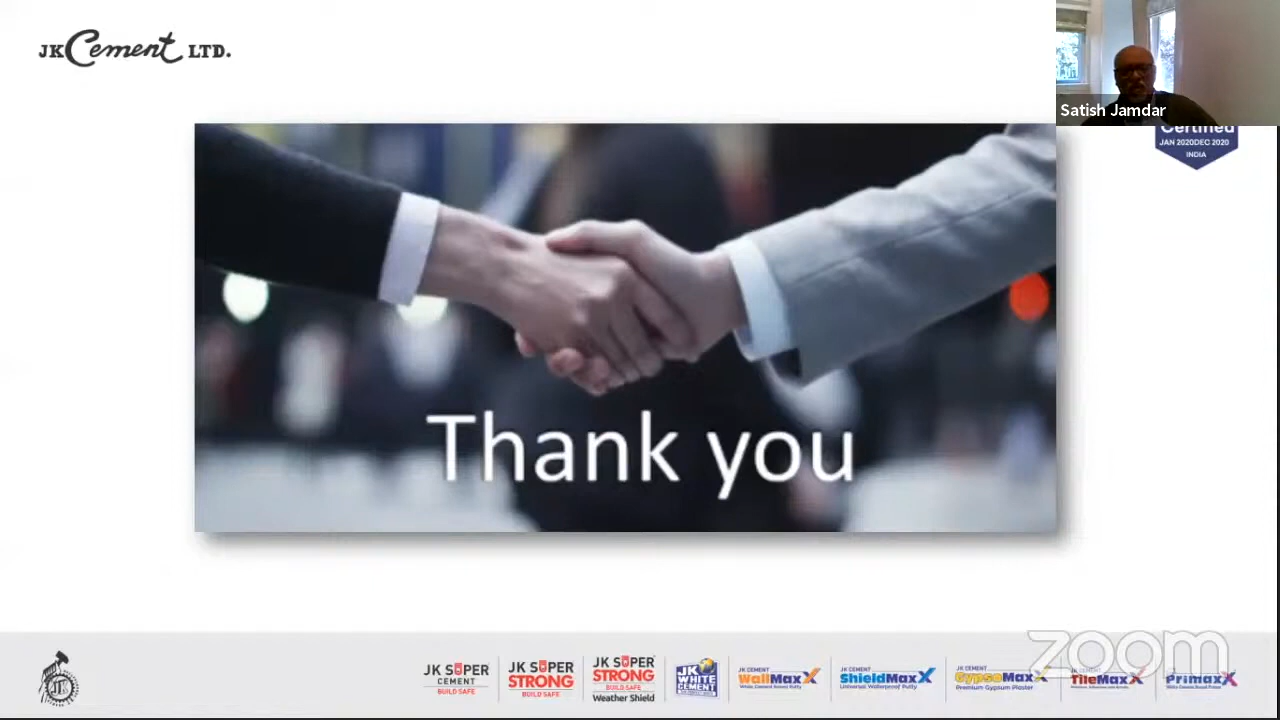 JK Cement LTD.
Satish Jamdar
Certified
JAN 2020DEC 2020
INDIA
Thank you
zoom
JK
JK SUPER
CEMENT
BUILD SAFE
JK SUPER
STRONG
BUILD SAFE
JK SUPER
STRONG
BUILD SAFE
Weather Shield
JK
WHITE
CEMENT
JK CEMENT
WallMaxX
White Cement Based Putty
JK CEMENT
ShieldMaxX
Universal Waterproof Putty
JK CEMENT
GypsoMaxX
Premium Gypsum Plaster
JK CEMENT
TileMaxX
PrimaxX
White Cement Based Primer